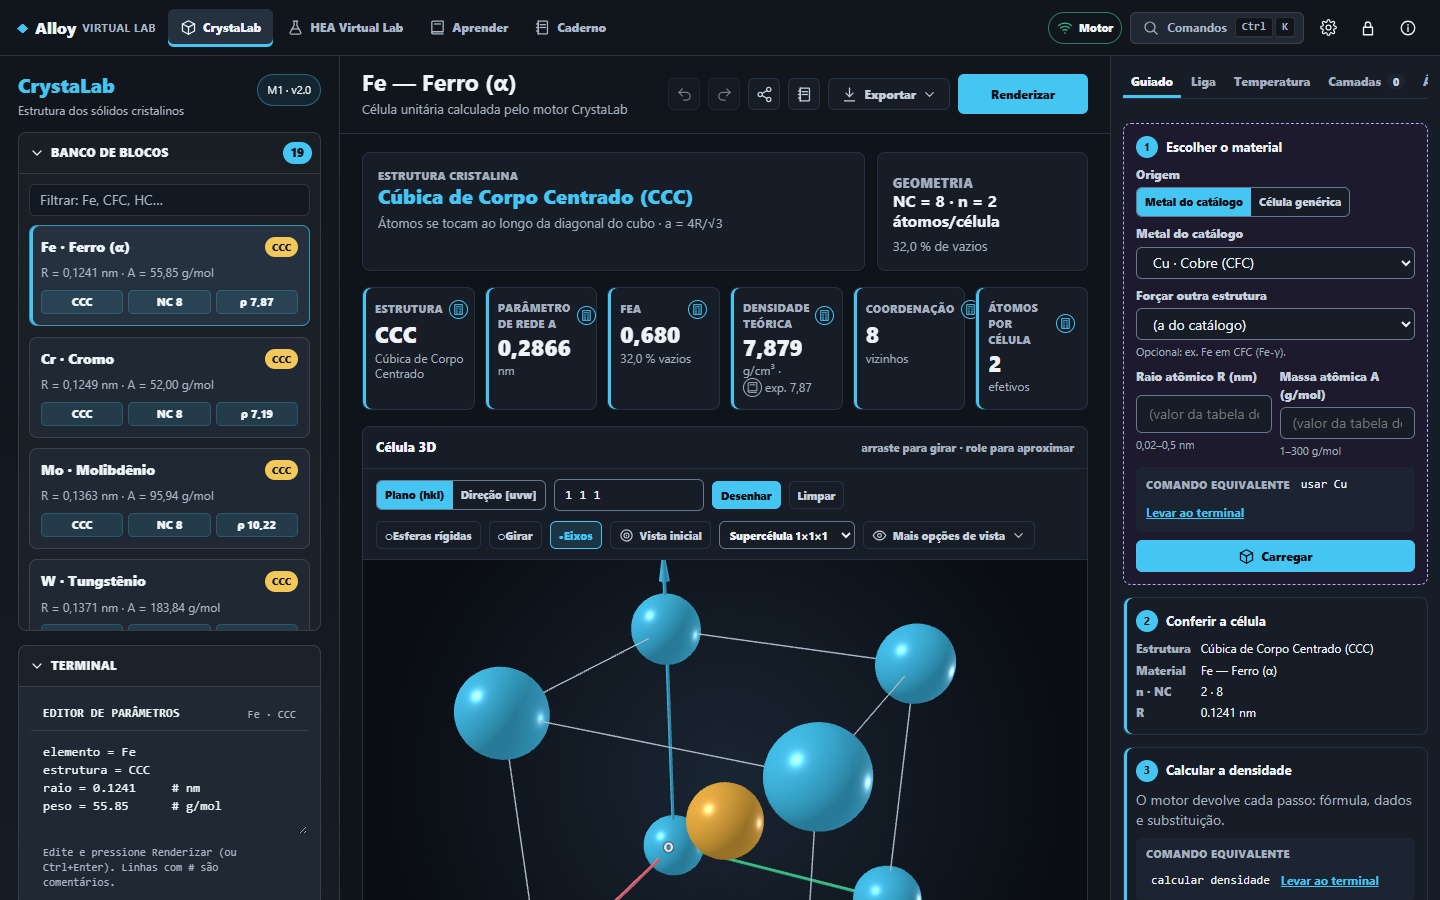 Alloy VIRTUAL LAB
CrystaLab
HEA Virtual Lab
Aprender
Caderno
Motor
Comandos Ctrl K
CrystaLab
M1 · v2.0
Estrutura dos sólidos cristalinos
BANCO DE BLOCOS
19
Filtrar: Fe, CFC, HC...
Fe · Ferro (α)
CCC
R = 0,1241 nm · A = 55,85 g/mol
CCC
NC 8
ρ 7,87
Cr · Cromo
CCC
R = 0,1249 nm · A = 52,00 g/mol
CCC
NC 8
ρ 7,19
Mo · Molibdênio
CCC
R = 0,1363 nm · A = 95,94 g/mol
CCC
NC 8
ρ 10,22
W · Tungstênio
CCC
R = 0,1371 nm · A = 183,84 g/mol
TERMINAL
EDITOR DE PARÂMETROS
Fe · CCC
elemento = Fe
estrutura = CCC
raio = 0.1241 # nm
peso = 55.85 # g/mol
Edite e pressione Renderizar (ou
Ctrl+Enter). Linhas com # são
comentários.
Fe — Ferro (α)
Célula unitária calculada pelo motor CrystaLab
Exportar
Renderizar
ESTRUTURA CRISTALINA
Cúbica de Corpo Centrado (CCC)
Átomos se tocam ao longo da diagonal do cubo · a = 4R/√3
GEOMETRIA
NC = 8 · n = 2
átomos/célula
32,0 % de vazios
ESTRUTURA
CCC
Cúbica de Corpo
Centrado
PARÂMETRO
DE REDE A
0,2866
nm
FEA
0,680
32,0 % vazios
DENSIDADE
TEÓRICA
7,879
g/cm³ ·
exp. 7,87
COORDENAÇÃO
8
vizinhos
ÁTOMOS
POR
CÉLULA
2
efetivos
Célula 3D
arraste para girar · role para aproximar
Plano (hkl)
Direção [uvw]
1 1 1
Desenhar
Limpar
Esferas rígidas
Girar
Eixos
Vista inicial
Supercélula 1×1×1
Mais opções de vista
O
Guiado
Liga
Temperatura
Camadas 0
1 Escolher o material
Origem
Metal do catálogo
Célula genérica
Metal do catálogo
Cu · Cobre (CFC)
Forçar outra estrutura
(a do catálogo)
Opcional: ex. Fe em CFC (Fe-γ).
Raio atômico R (nm)
(valor da tabela d
0,02–0,5 nm
Massa atômica A
(g/mol)
(valor da tabela d
1–300 g/mol
COMANDO EQUIVALENTE usar Cu
Levar ao terminal
Carregar
2 Conferir a célula
Estrutura Cúbica de Corpo Centrado (CCC)
Material Fe — Ferro (α)
n · NC 2 · 8
R 0.1241 nm
3 Calcular a densidade
O motor devolve cada passo: fórmula, dados
e substituição.
COMANDO EQUIVALENTE
calcular densidade Levar ao terminal